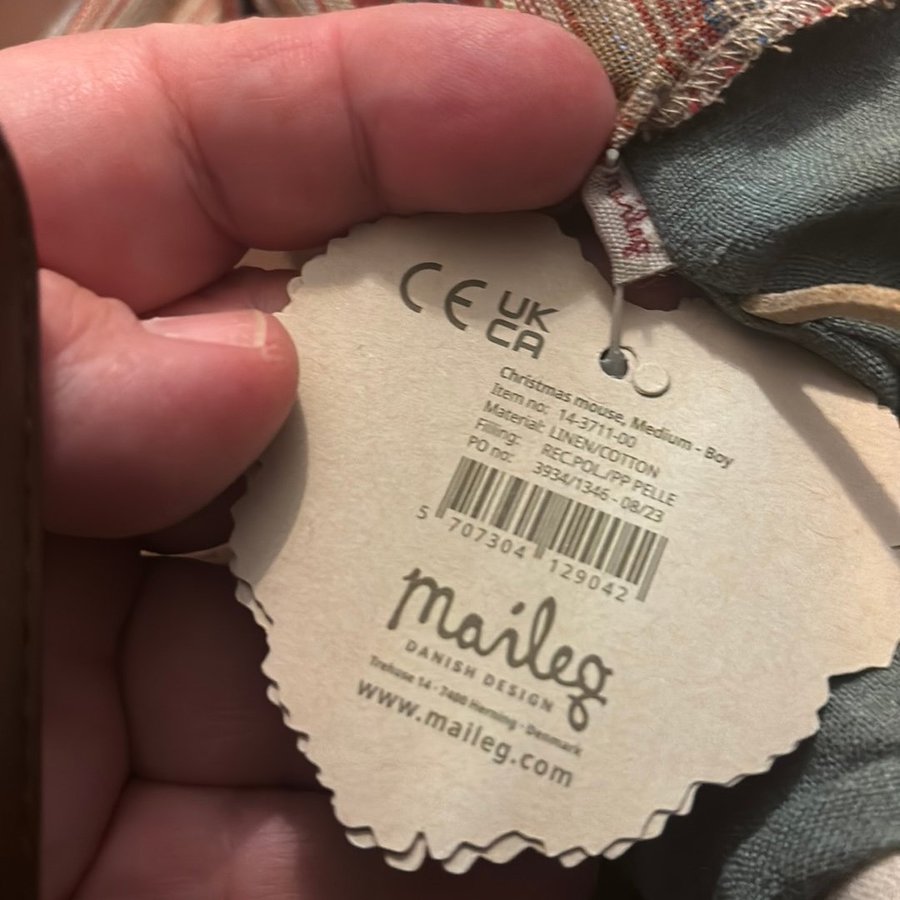 maileg
CE UK
CA
Christmas mouse, Medium - Boy
Item no: 14-3711-00
Material: LINEN/COTTON
Filling: REC.POL./PP PELLE
PO no: 3934/1346 - 08/23
5 707304 129042
maileg
DANISH DESIGN
Trehuse 14 - 7400 Herning - Denmark
www.maileg.com